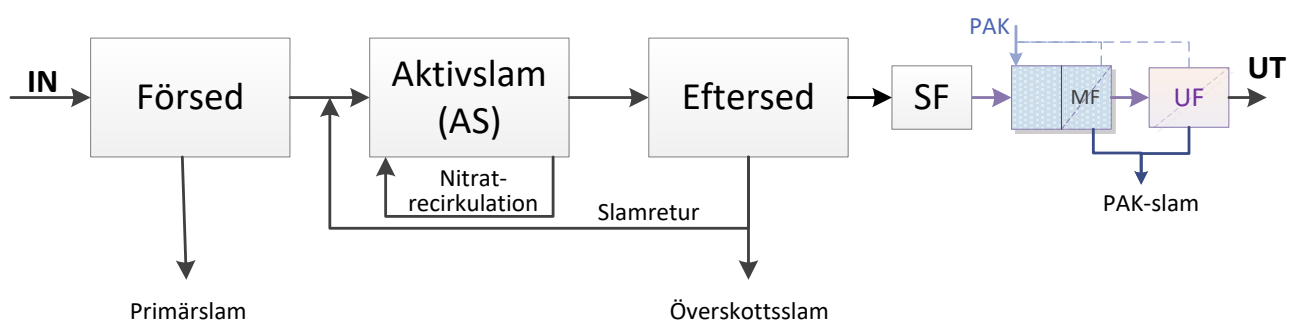 IN
Försed
Aktivslam
(AS)
Nitrat-
recirkulation
Slamretur
Eftersed
SF
PAK
MF
UF
UT
PAK-slam
Primärslam
Överskottsslam